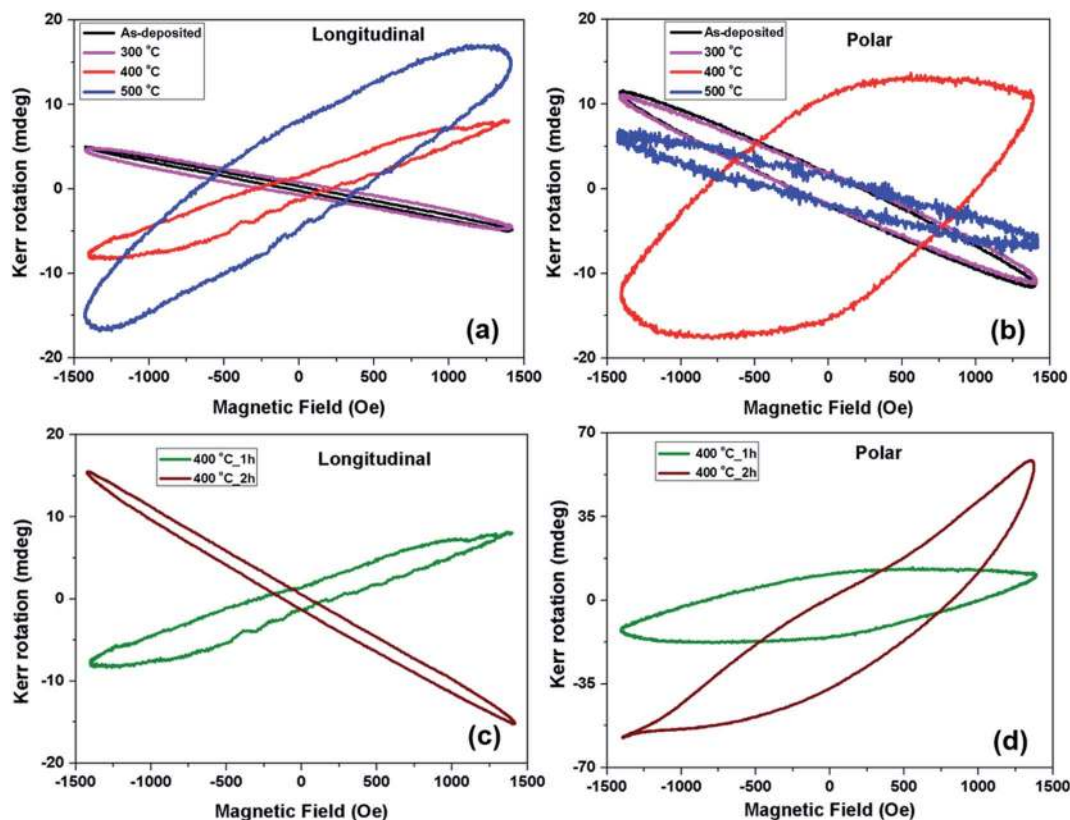 As-deposited
300 °C
400 °C
500 °C
Longitudinal
Kerr rotation (mdeg)
20
10
0
-10
-20
(a)
-1500 -1000 -500 0 500 1000 1500
Magnetic Field (Oe)
As-deposited
300 °C
400 °C
500 °C
Polar
Kerr rotation (mdeg)
20
10
0
-10
-20
(b)
-1500 -1000 -500 0 500 1000 1500
Magnetic Field (Oe)
400 °C_1h
400 °C_2h
Longitudinal
Kerr rotation (mdeg)
20
10
0
-10
-20
(c)
-1500 -1000 -500 0 500 1000 1500
Magnetic Field (Oe)
400 °C_1h
400 °C_2h
Polar
Kerr rotation (mdeg)
70
35
0
-35
-70
(d)
-1500 -1000 -500 0 500 1000 1500
Magnetic Field (Oe)